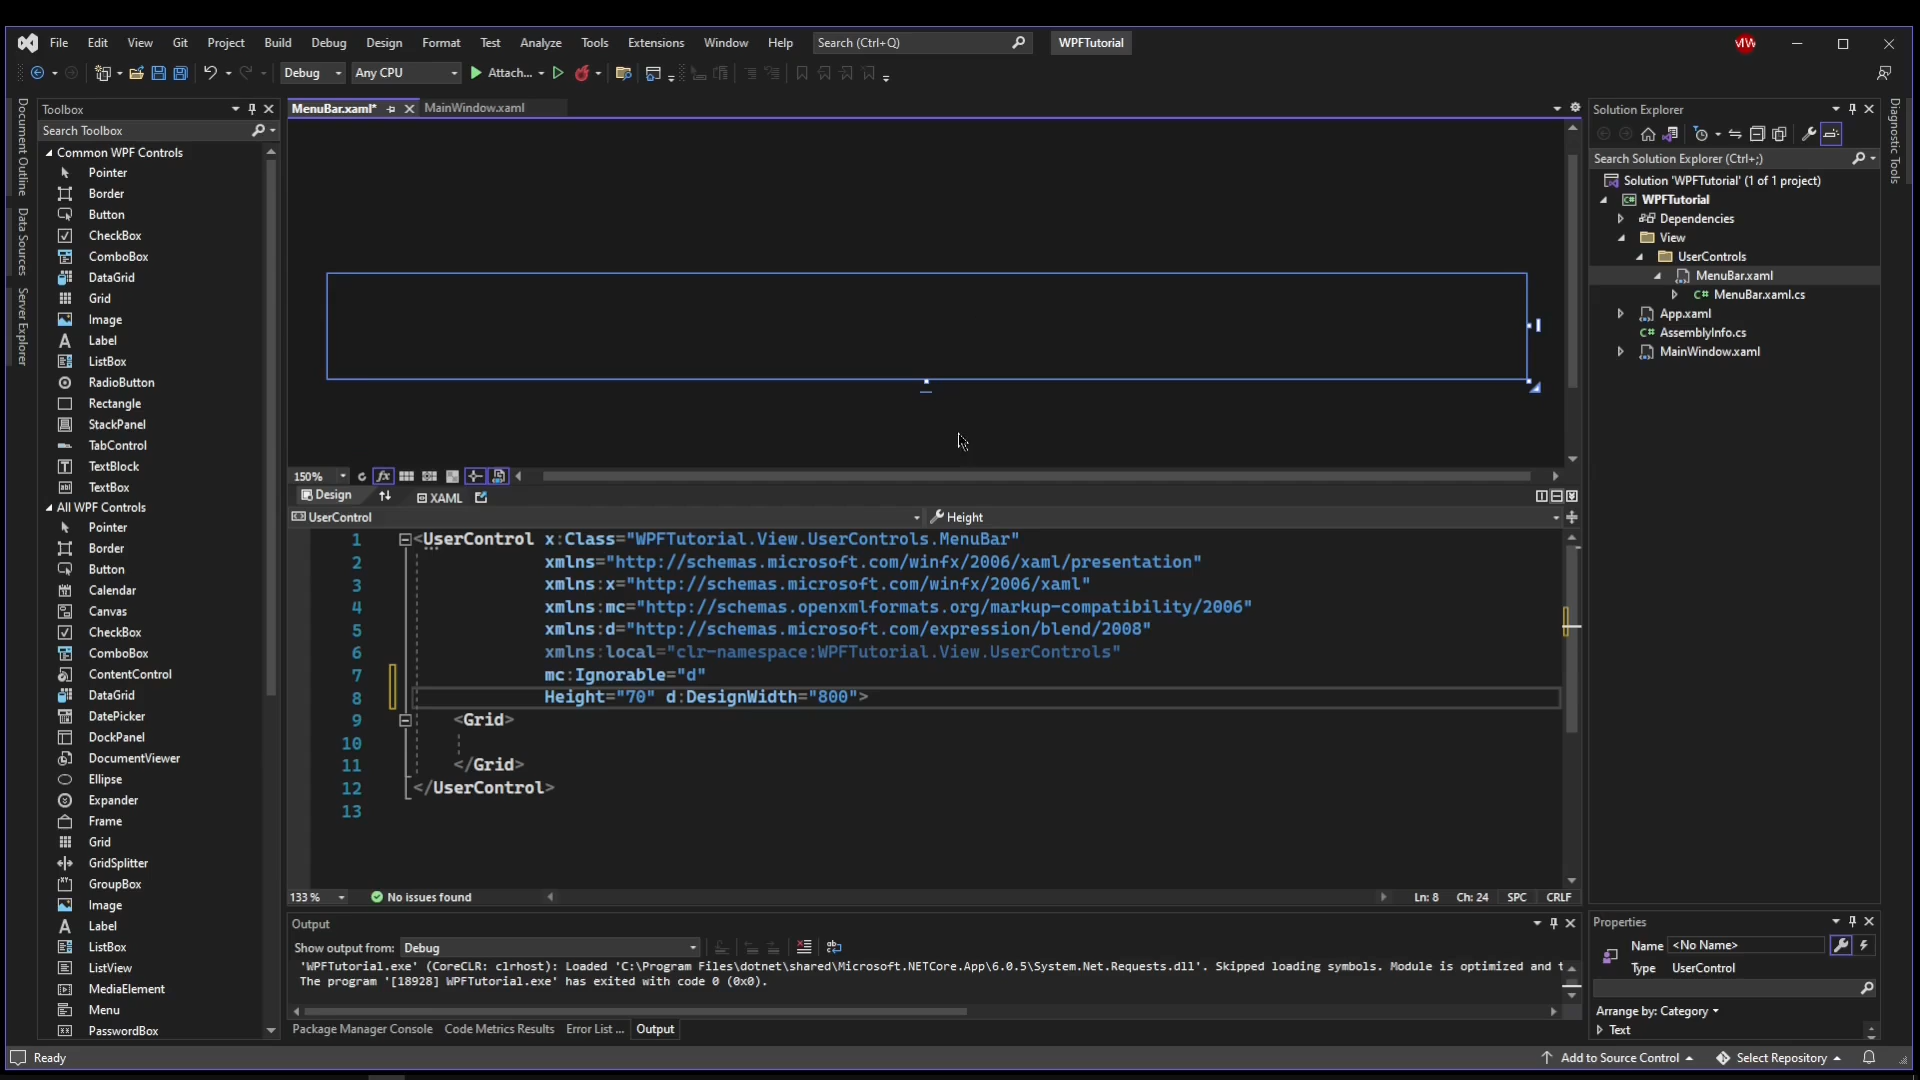 File Edit View Git Project Build Debug Design Format Test Analyze Tools Extensions Window Help Search (Ctrl+Q) WPFTutorial
Debug Any CPU Attach...
Document Outline
Data Sources
Server Explorer
Toolbox
Search Toolbox
Common WPF Controls
Pointer
Border
Button
CheckBox
ComboBox
DataGrid
Grid
Image
Label
ListBox
RadioButton
Rectangle
StackPanel
TabControl
TextBlock
TextBox
All WPF Controls
Pointer
Border
Button
Calendar
Canvas
CheckBox
ComboBox
ContentControl
DataGrid
DatePicker
DockPanel
DocumentViewer
Ellipse
Expander
Frame
Grid
GridSplitter
GroupBox
Image
Label
ListBox
ListView
MediaElement
Menu
PasswordBox
MenuBar.xaml* MainWindow.xaml
150% fx
Design XAML
UserControl Height
1 <UserControl x:Class="WPFTutorial.View.UserControls.MenuBar"
2 xmlns="http://schemas.microsoft.com/winfx/2006/xaml/presentation"
3 xmlns:x="http://schemas.microsoft.com/winfx/2006/xaml"
4 xmlns:mc="http://schemas.openxmlformats.org/markup-compatibility/2006"
5 xmlns:d="http://schemas.microsoft.com/expression/blend/2008"
6 xmlns:local="clr-namespace:WPFTutorial.View.UserControls"
7 mc:Ignorable="d"
8 Height="70" d:DesignWidth="800">
9 <Grid>
10
11 </Grid>
12 </UserControl>
13
133 % No issues found Ln: 8 Ch: 24 SPC CRLF
Output
Show output from: Debug
'WPFTutorial.exe' (CoreCLR: clrhost): Loaded 'C:\Program Files\dotnet\shared\Microsoft.NETCore.App\6.0.5\System.Net.Requests.dll'. Skipped loading symbols. Module is optimized and t
The program '[18928] WPFTutorial.exe' has exited with code 0 (0x0).
Package Manager Console Code Metrics Results Error List ... Output
Solution Explorer
Search Solution Explorer (Ctrl+;)
Solution 'WPFTutorial' (1 of 1 project)
C# WPFTutorial
Dependencies
View
UserControls
MenuBar.xaml
C# MenuBar.xaml.cs
App.xaml
C# AssemblyInfo.cs
MainWindow.xaml
Diagnostic Tools
Properties
Name <No Name>
Type UserControl
Arrange by: Category
Text
Ready Add to Source Control Select Repository